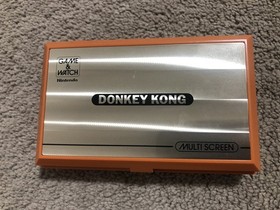 GAME
&
WATCH
Nintendo
DONKEY KONG
MULTI SCREEN